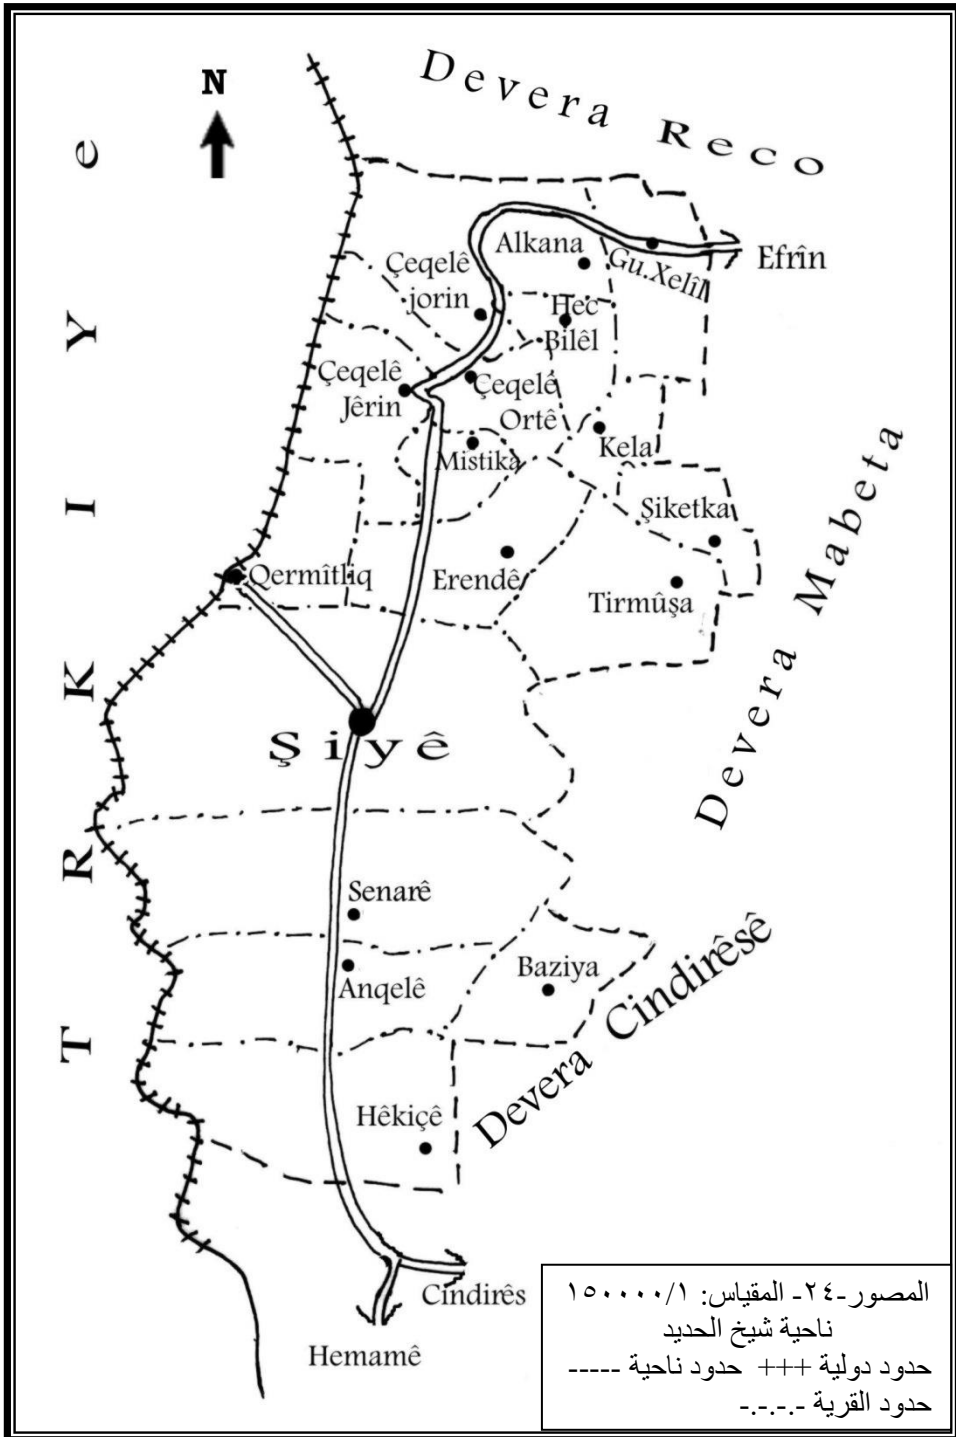 Devera Reco
N
Efrîn
Alkana
Gu.Xelîl
Çeqelê
jorin
Hec
Bilêl
Çeqelê
Jêrin
Çeqelê
Ortê
Kela
Mistika
Şiketka
Qermîtliq
Erendê
Tirmûşa
Devera Mabeta
TIRKIYYe
Şiyê
Senarê
Anqelê
Baziya
Devera Cindirêsê
Hêkiçê
Cindirês
Hemamê
المصور-٢٤- المقياس: ١٥٠٠٠٠/١
ناحية شيخ الحديد
حدود دولية +++ حدود ناحية -----
حدود القرية -.-.-.-